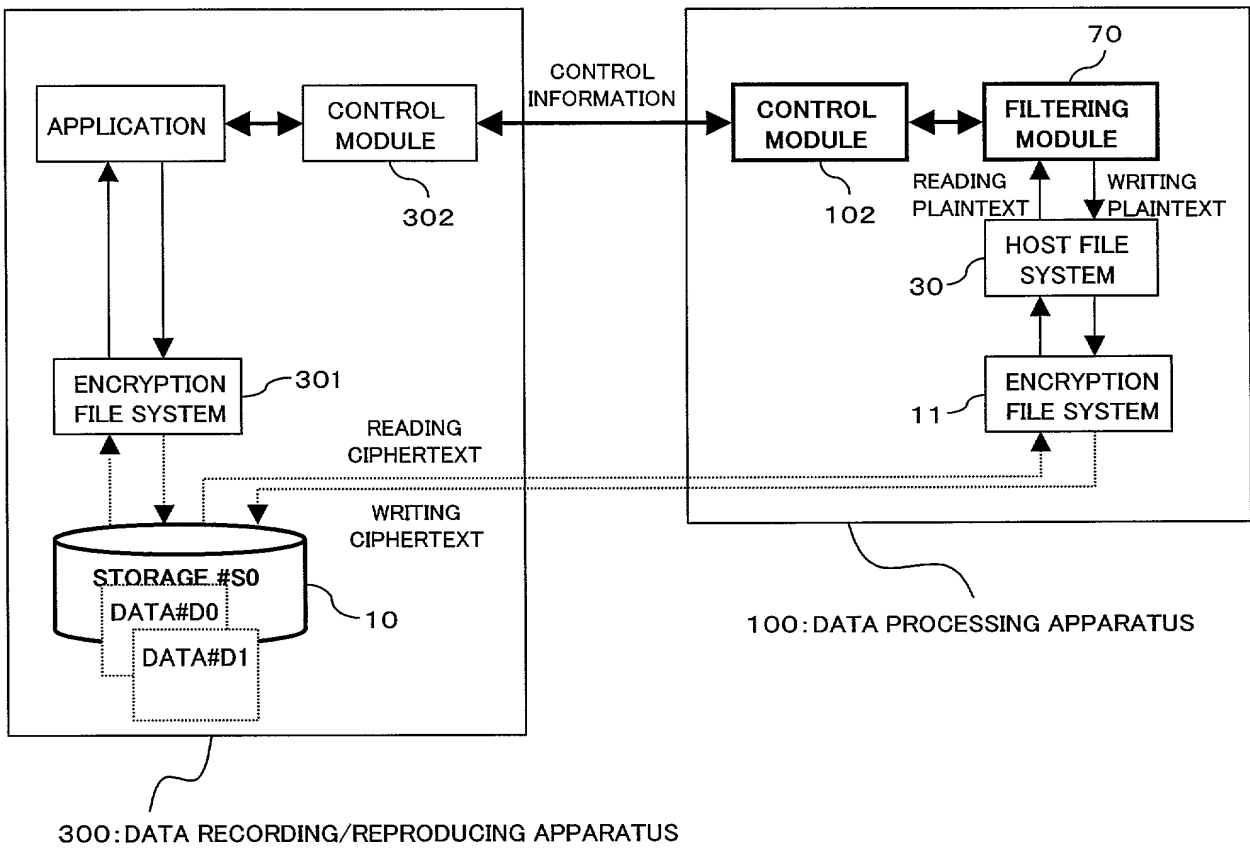 CONTROL
INFORMATION
70
APPLICATION
CONTROL
MODULE
302
CONTROL
MODULE
102
FILTERING
MODULE
READING
PLAINTEXT
WRITING
PLAINTEXT
HOST FILE
SYSTEM
30
ENCRYPTION
FILE SYSTEM
301
ENCRYPTION
FILE SYSTEM
11
READING
CIPHERTEXT
WRITING
CIPHERTEXT
STORAGE #S0
DATA#D0
DATA#D1
10
100:DATA PROCESSING APPARATUS
300:DATA RECORDING/REPRODUCING APPARATUS